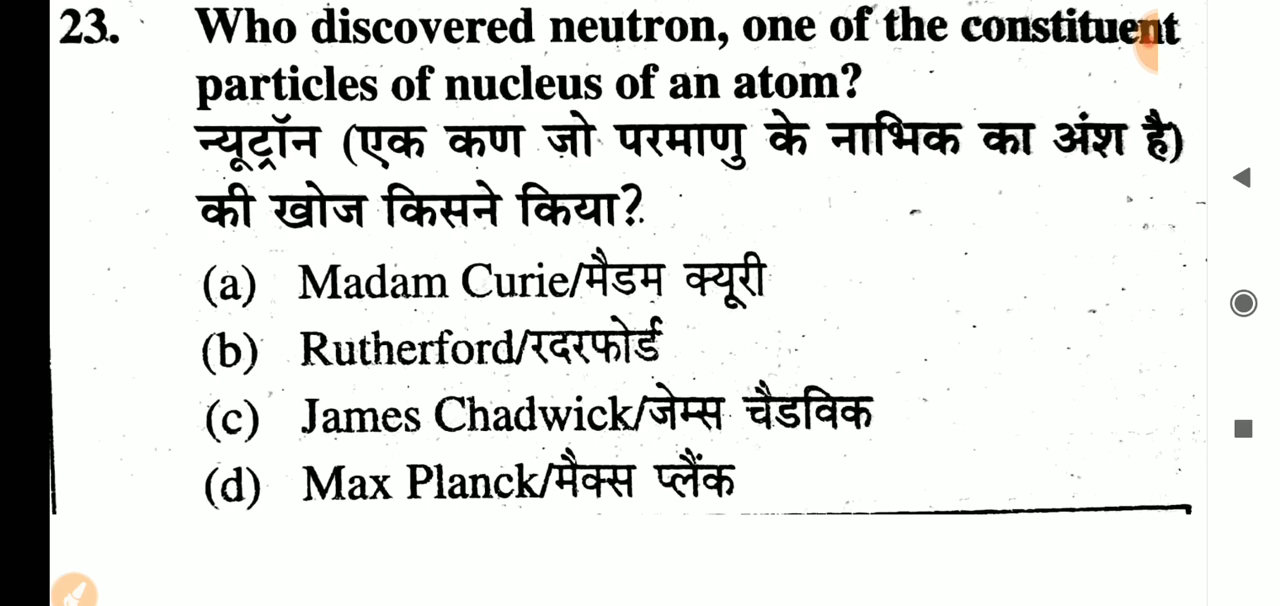 23. Who discovered neutron, one of the constituent
particles of nucleus of an atom?
न्यूट्रॉन (एक कण जो परमाणु के नाभिक का अंश है)
की खोज किसने किया?
(a) Madam Curie/मैडम क्यूरी
(b) Rutherford/रदरफोर्ड
(c) James Chadwick/जेम्स चैडविक
(d) Max Planck/मैक्स प्लैंक